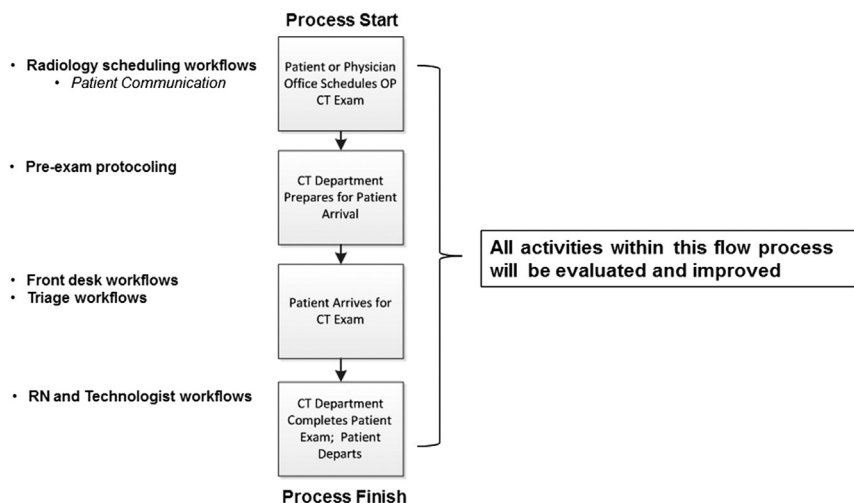 Process Start
• Radiology scheduling workflows
• Patient Communication
Patient or Physician
Office Schedules OP
CT Exam
• Pre-exam protocoling
CT Department
Prepares for Patient
Arrival
All activities within this flow process
will be evaluated and improved
• Front desk workflows
• Triage workflows
Patient Arrives for
CT Exam
• RN and Technologist workflows
CT Department
Completes Patient
Exam; Patient
Departs
Process Finish